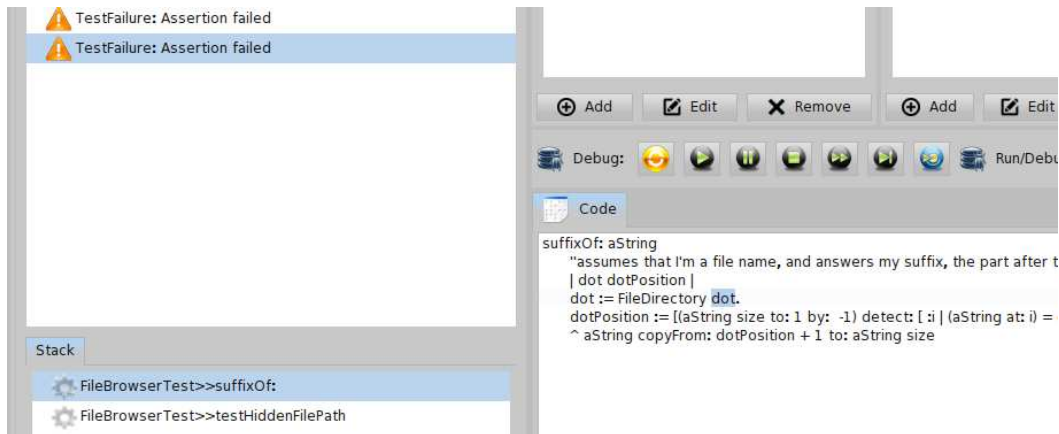 TestFailure: Assertion failed
TestFailure: Assertion failed
Add Edit Remove Add Edit
Debug: Run/Debu
Code
suffixOf: aString
"assumes that I'm a file name, and answers my suffix, the part after t
| dot dotPosition |
dot := FileDirectory dot.
dotPosition := [(aString size to: 1 by: -1) detect: [ :i | (aString at: i) =
^ aString copyFrom: dotPosition + 1 to: aString size
Stack
FileBrowserTest>>suffixOf:
FileBrowserTest>>testHiddenFilePath